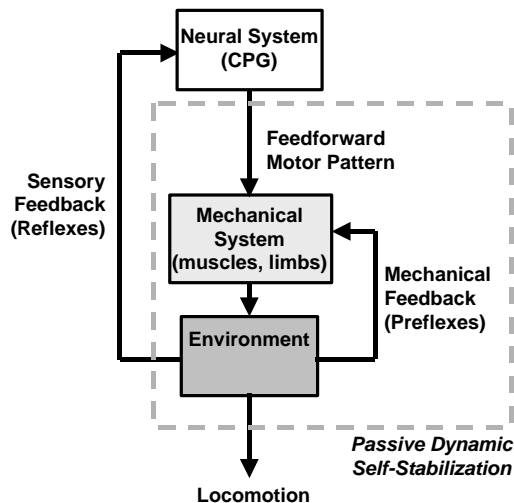 Neural System
(CPG)
Feedforward
Motor Pattern
Sensory
Feedback
(Reflexes)
Mechanical
System
(muscles, limbs)
Mechanical
Feedback
(Preflexes)
Environment
Passive Dynamic
Self-Stabilization
Locomotion